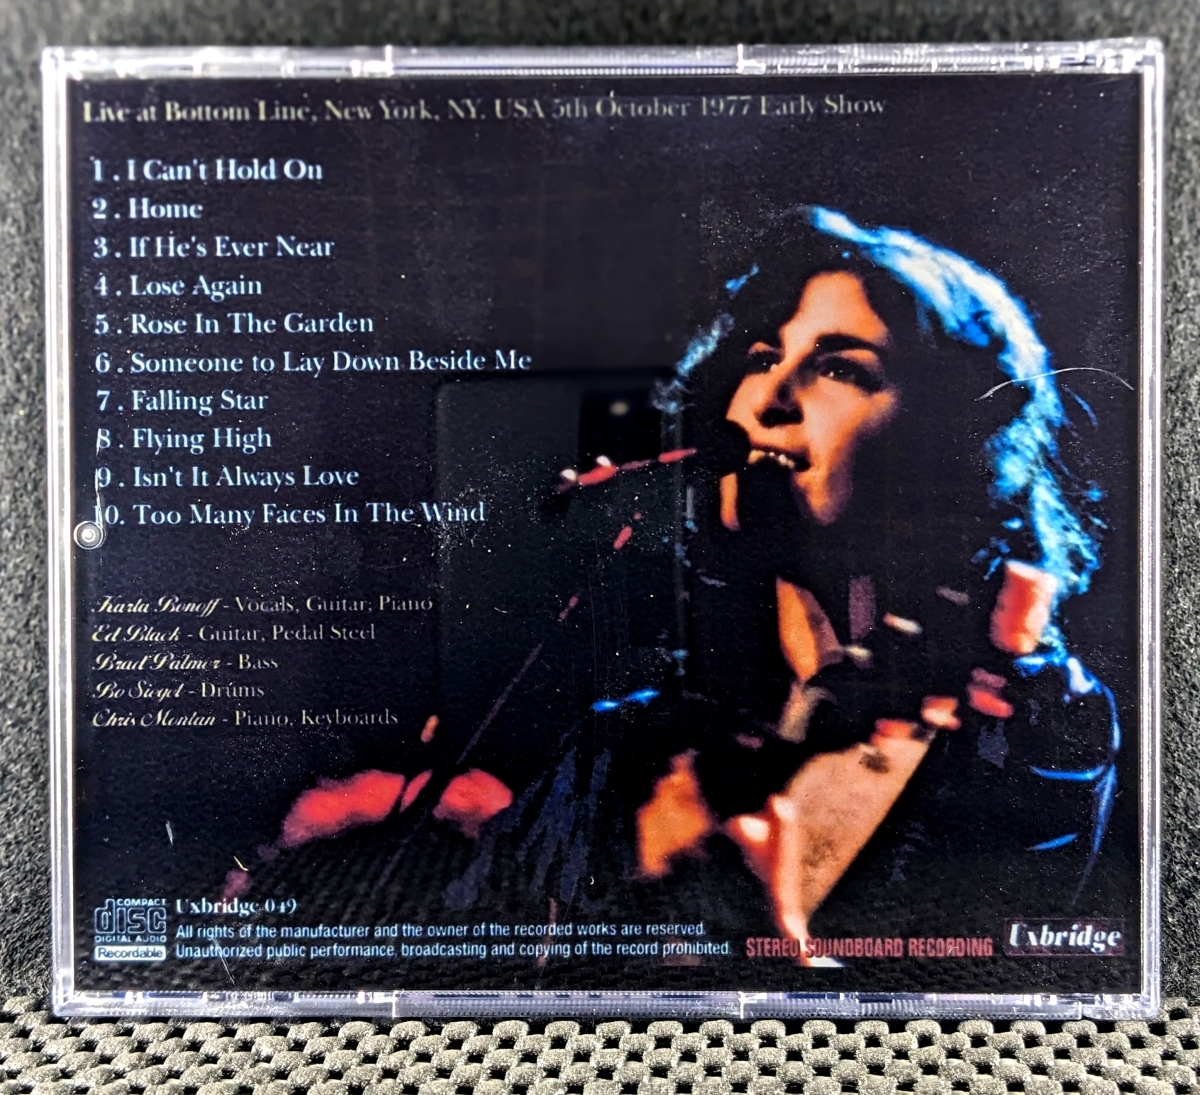 Live at Bottom Line, New York, NY. USA 5th October 1977 Early Show
1. I Can't Hold On
2. Home
3. If He's Ever Near
4. Lose Again
5. Rose In The Garden
6. Someone to Lay Down Beside Me
7. Falling Star
8. Flying High
9. Isn't It Always Love
10. Too Many Faces In The Wind
Karla Bonoff - Vocals, Guitar, Piano
Ed Black - Guitar, Pedal Steel
Brad Palmer - Bass
Bo Siegel - Drums
Chris Montan - Piano, Keyboards
COMPACT
disc
DIGITAL AUDIO
Recordable
Uxbridge 049
All rights of the manufacturer and the owner of the recorded works are reserved.
Unauthorized public performance, broadcasting and copying of the record prohibited.
STEREO SOUNDBOARD RECORDING
Uxbridge